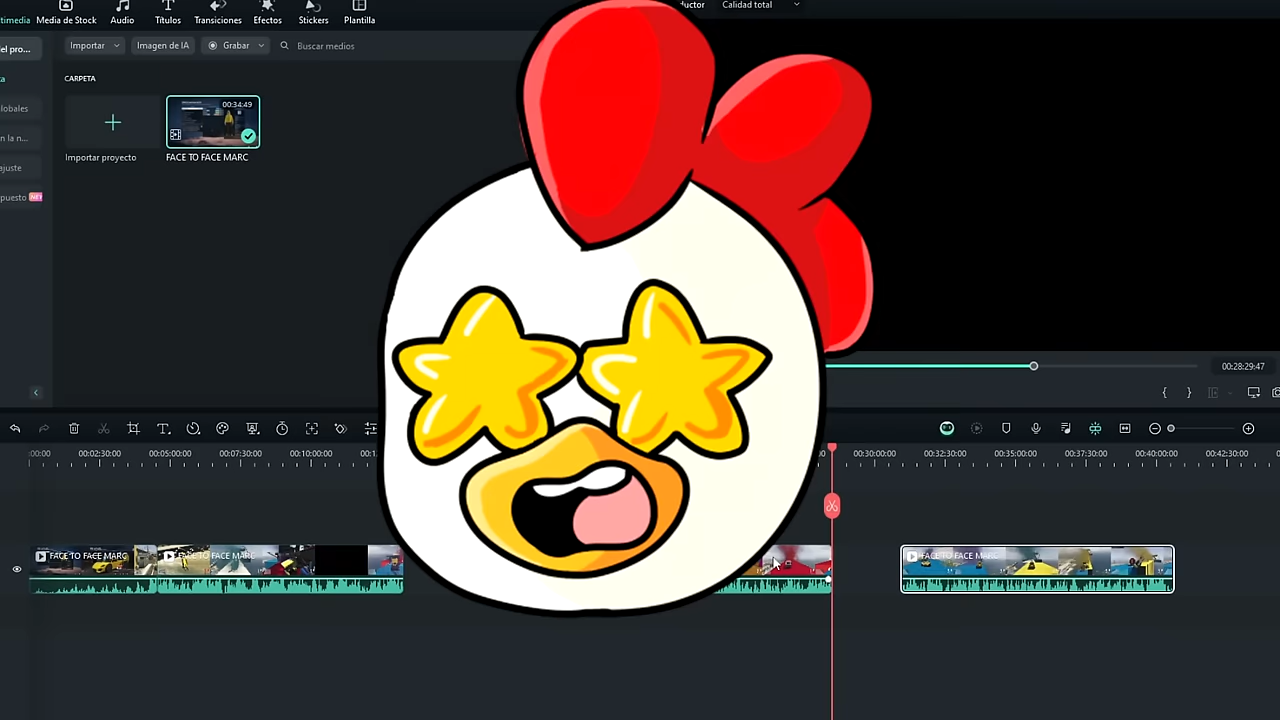 timedia Media de Stock Audio Títulos Transiciones Efectos Stickers Plantilla ductor Calidad total
el pro... Importar Imagen de IA Grabar Buscar medios
CARPETA
lobales
00:34:49
n la n...
Importar proyecto FACE TO FACE MARC
ajuste
puesto
00:28:29:47
:00:00 00:02:30:00 00:05:00:00 00:07:30:00 00:10:00:00 00:30:00:00 00:32:30:00 00:35:00:00 00:37:30:00 00:40:00:00 00:42:30:00
FACE TO FACE MARC FACE TO FACE MARC FACE TO FACE MARC